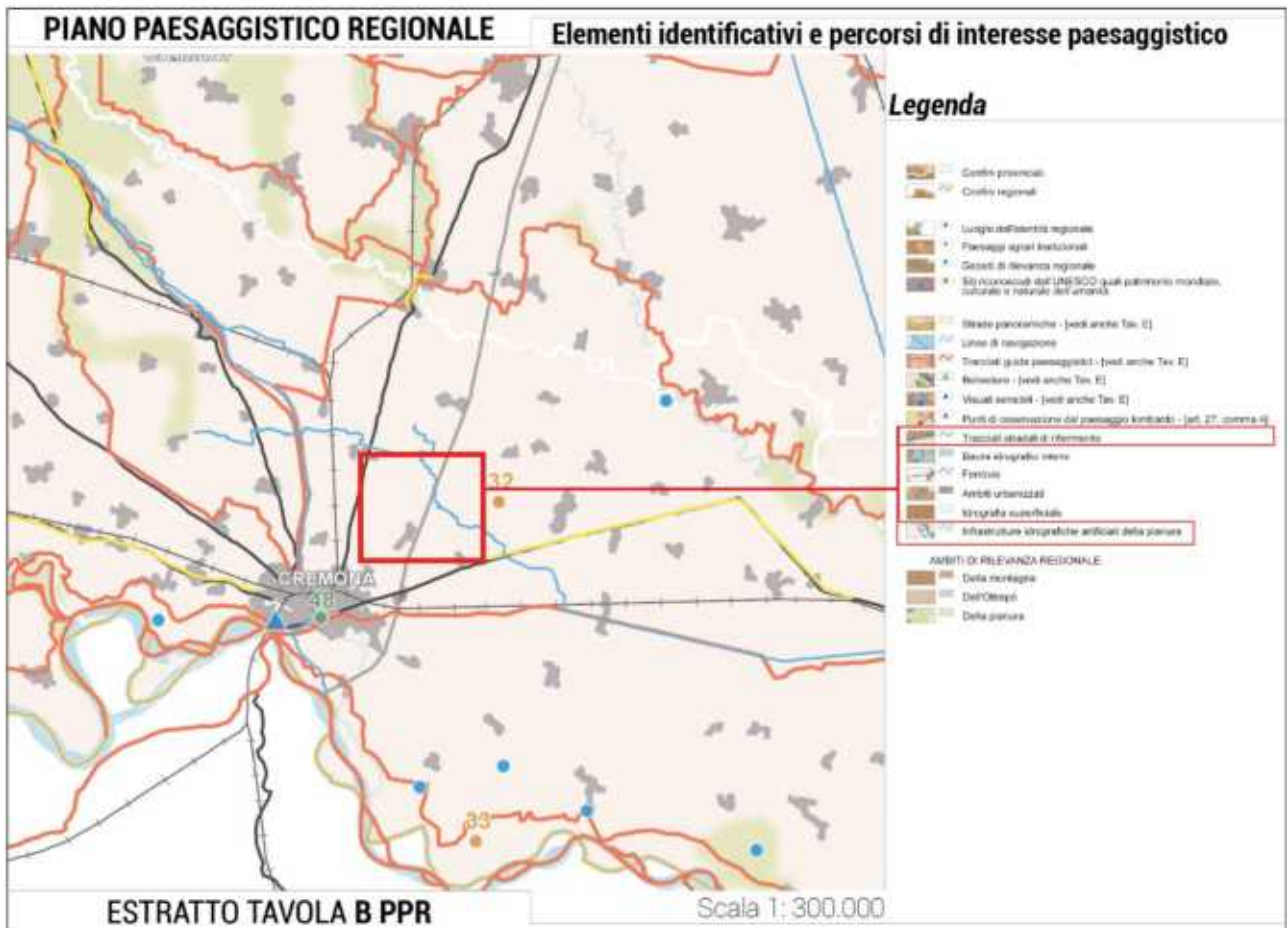 PIANO PAESAGGISTICO REGIONALE
Elementi identificativi e percorsi di interesse paesaggistico
Legenda
Confini provinciali
Confini regionali
Luoghi dell'identità regionale
Paesaggi agrari tradizionali
Geositi di rilevanza regionale
Siti riconosciuti dall'UNESCO quali patrimonio mondiale,
culturale e naturale dell'umanità
Strade panoramiche - [vedi anche Tav. E]
Linee di navigazione
Tracciati guida paesaggistici - [vedi anche Tav. E]
Belvedere - [vedi anche Tav. E]
Visuali sensibili - [vedi anche Tav. E]
Punti di osservazione del paesaggio lombardo - [art. 27, comma 4]
Tracciati stradali di riferimento
Bacini idrografici interni
Ferrovie
Ambiti urbanizzati
Idrografia superficiale
Infrastrutture idrografiche artificiali della pianura
AMBITI DI RILEVANZA REGIONALE
Della montagna
Dell'Oltrepò
Della pianura
32
CREMONA
48
33
ESTRATTO TAVOLA B PPR
Scala 1: 300.000